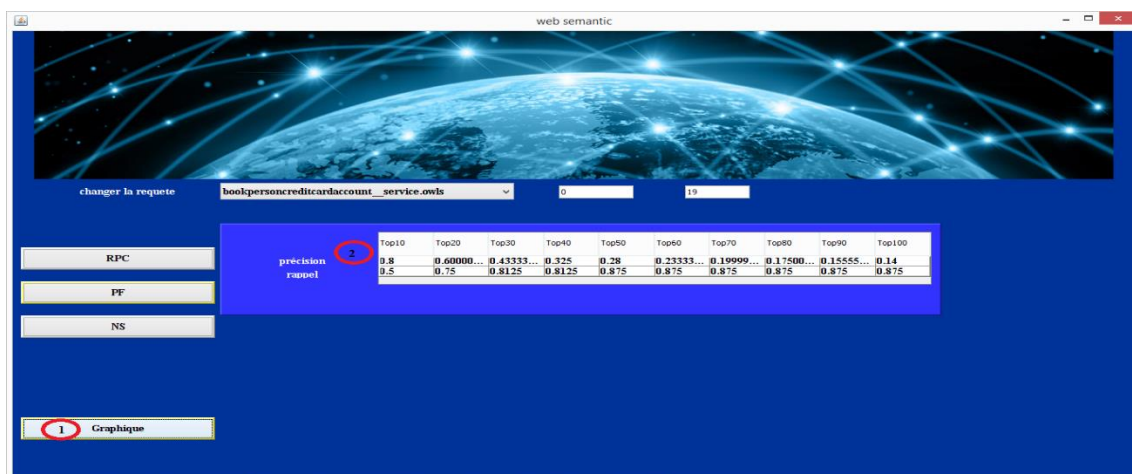 web semantic
changer la requete bookpersoncreditcardaccount__service.owls 0 19
Top10 Top20 Top30 Top40 Top50 Top60 Top70 Top80 Top90 Top100
RPC
2
précision 0.8 0.60000... 0.43333... 0.325 0.28 0.23333... 0.19999... 0.17500... 0.15555... 0.14
rappel 0.5 0.75 0.8125 0.8125 0.875 0.875 0.875 0.875 0.875 0.875
PF
NS
1 Graphique